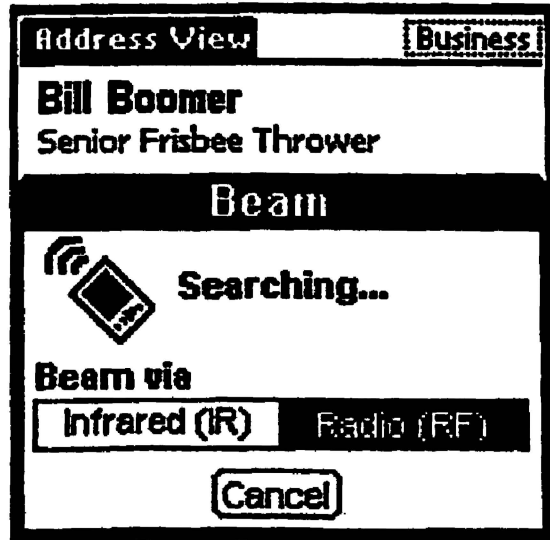 Address View Business
Bill Boomer
Senior Frisbee Thrower
Beam
Searching...
Beam via
Infrared (IR) Radio (RF)
Cancel